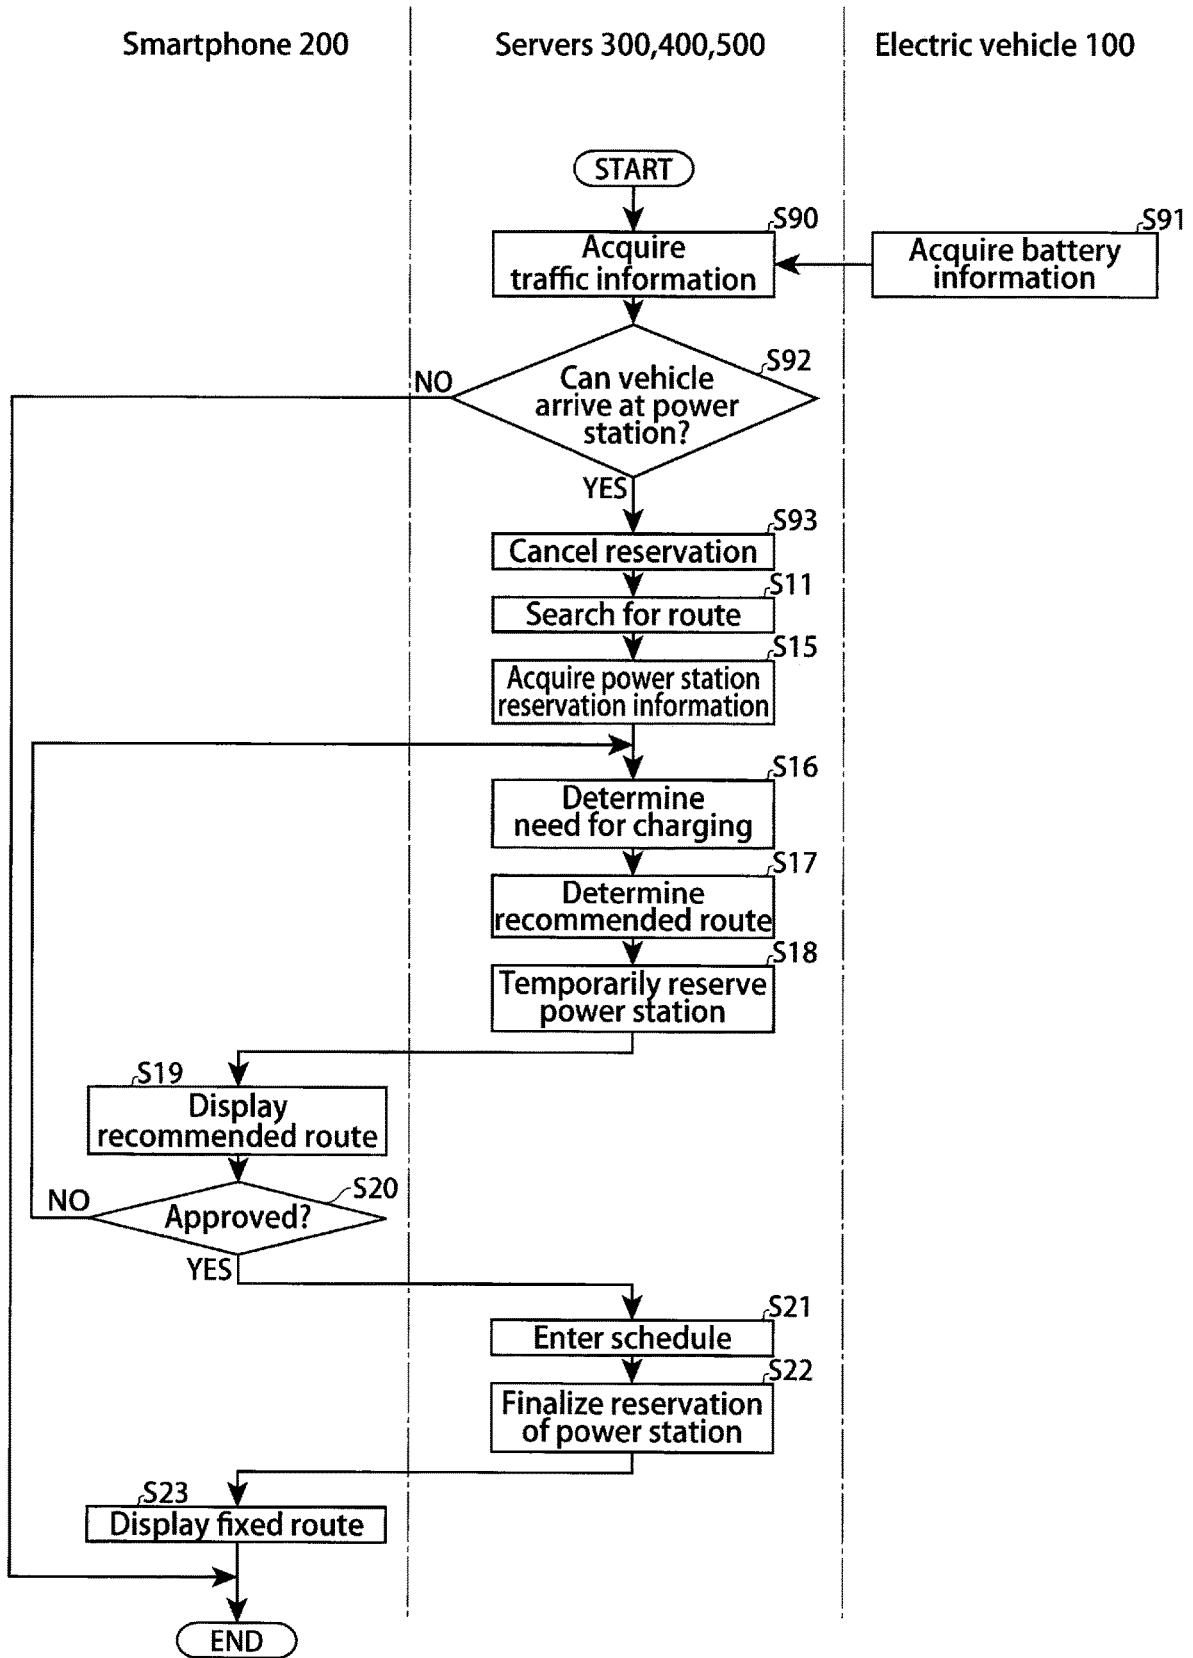 Smartphone 200
Servers 300,400,500
Electric vehicle 100
START
S90
Acquire
traffic information
S91
Acquire battery
information
S92
Can vehicle
arrive at power
station?
NO
YES
S93
Cancel reservation
S11
Search for route
S15
Acquire power station
reservation information
S16
Determine
need for charging
S17
Determine
recommended route
S18
Temporarily reserve
power station
S19
Display
recommended route
S20
Approved?
NO
YES
S21
Enter schedule
S22
Finalize reservation
of power station
S23
Display fixed route
END